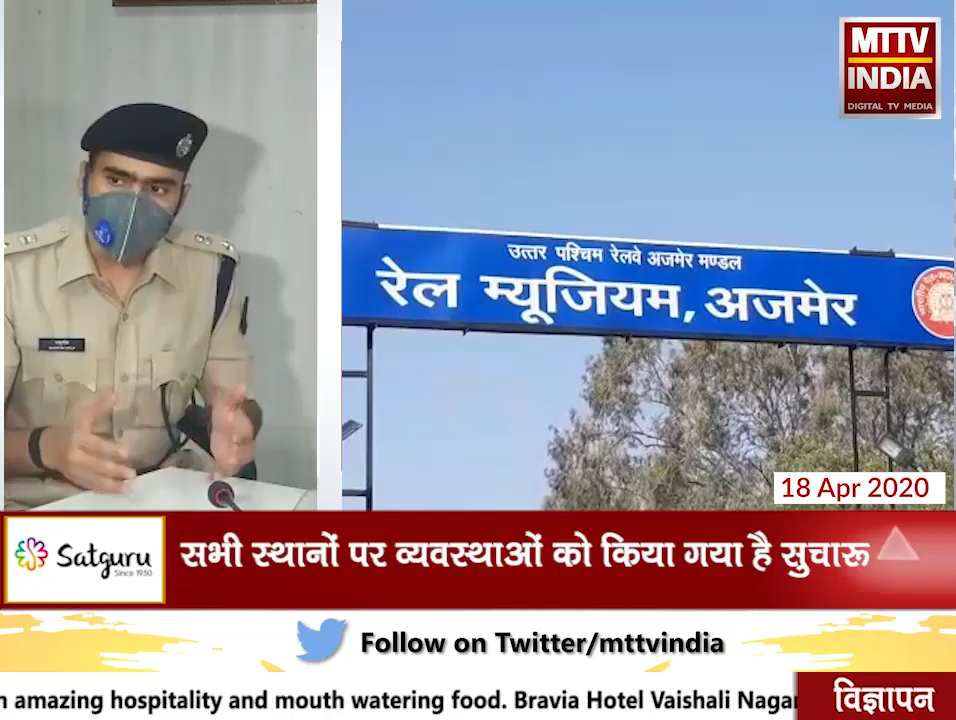 MTTV
INDIA
DIGITAL TV MEDIA
उत्तर पश्चिम रेलवे अजमेर मण्डल
रेल म्यूजियम, अजमेर
18 Apr 2020
Satguru
Since 1950
सभी स्थानों पर व्यवस्थाओं को किया गया है सुचारू
Follow on Twitter/mttvindia
amazing hospitality and mouth watering food. Bravia Hotel Vaishali Nagar
विज्ञापन